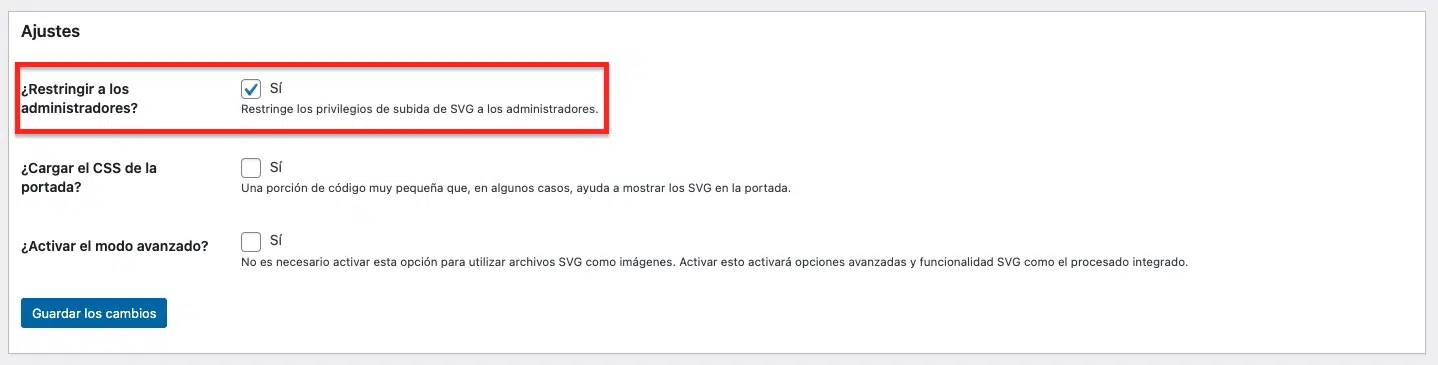 Ajustes
¿Restringir a los
administradores?
Sí
Restringe los privilegios de subida de SVG a los administradores.
¿Cargar el CSS de la
portada?
Sí
Una porción de código muy pequeña que, en algunos casos, ayuda a mostrar los SVG en la portada.
¿Activar el modo avanzado?
Sí
No es necesario activar esta opción para utilizar archivos SVG como imágenes. Activar esto activará opciones avanzadas y funcionalidad SVG como el procesado integrado.
Guardar los cambios